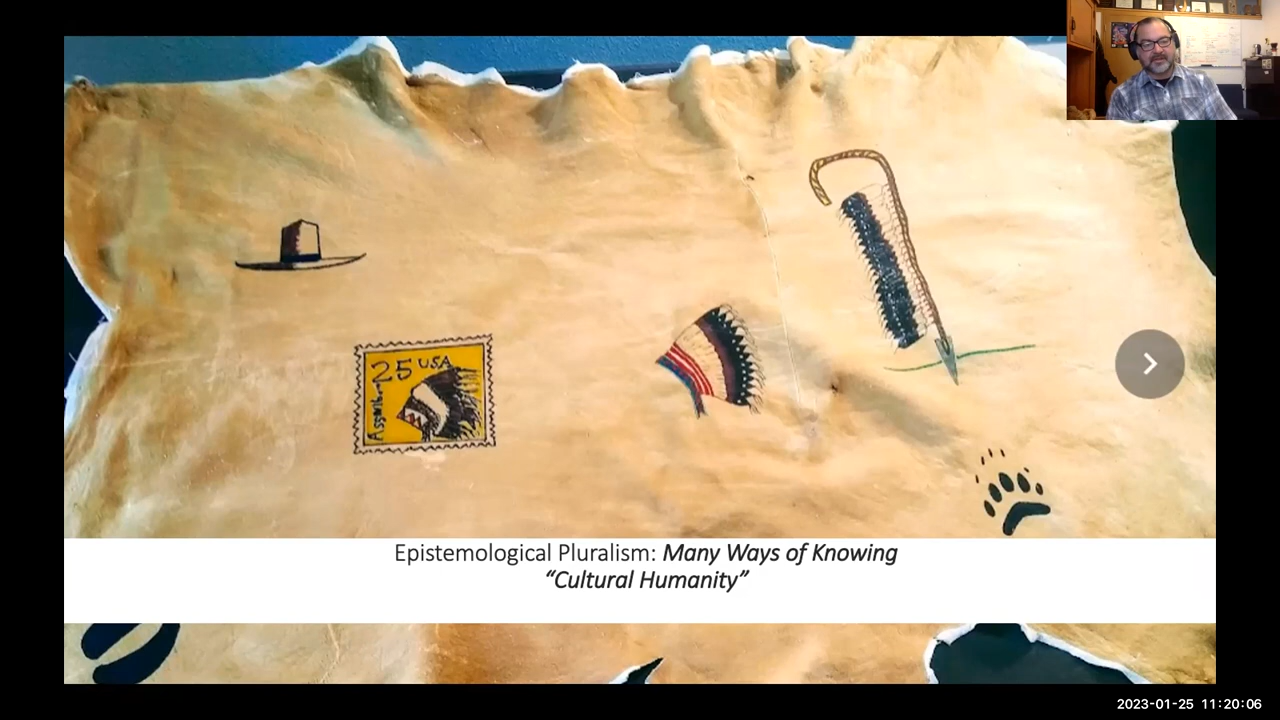 25 USA
Epistemological Pluralism: Many Ways of Knowing
“Cultural Humanity”
2023-01-25 11:20:06